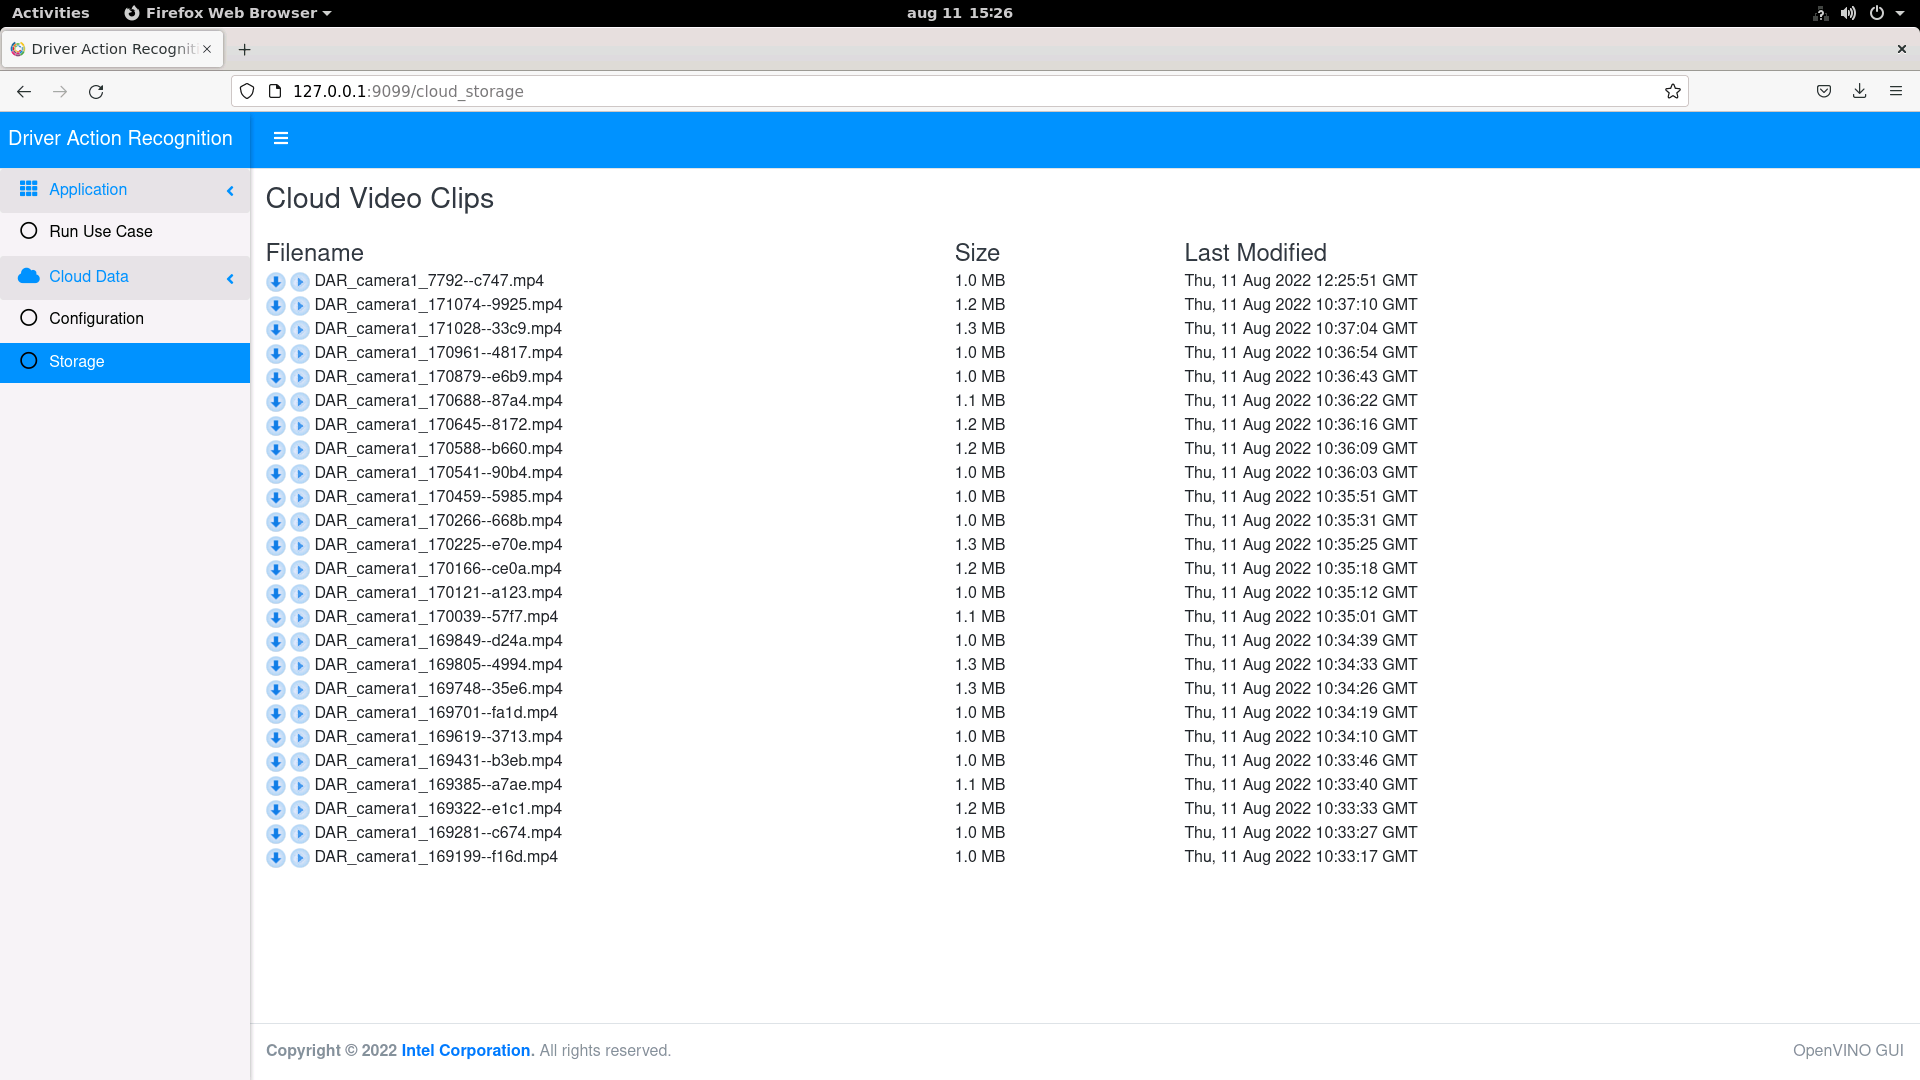 Activities Firefox Web Browser aug 11 15:26
Driver Action Recogniti
127.0.0.1:9099/cloud_storage
Driver Action Recognition
Application
Run Use Case
Cloud Data
Configuration
Storage
Cloud Video Clips
Filename Size Last Modified
DAR_camera1_7792--c747.mp4 1.0 MB Thu, 11 Aug 2022 12:25:51 GMT
DAR_camera1_171074--9925.mp4 1.2 MB Thu, 11 Aug 2022 10:37:10 GMT
DAR_camera1_171028--33c9.mp4 1.3 MB Thu, 11 Aug 2022 10:37:04 GMT
DAR_camera1_170961--4817.mp4 1.0 MB Thu, 11 Aug 2022 10:36:54 GMT
DAR_camera1_170879--e6b9.mp4 1.0 MB Thu, 11 Aug 2022 10:36:43 GMT
DAR_camera1_170688--87a4.mp4 1.1 MB Thu, 11 Aug 2022 10:36:22 GMT
DAR_camera1_170645--8172.mp4 1.2 MB Thu, 11 Aug 2022 10:36:16 GMT
DAR_camera1_170588--b660.mp4 1.2 MB Thu, 11 Aug 2022 10:36:09 GMT
DAR_camera1_170541--90b4.mp4 1.0 MB Thu, 11 Aug 2022 10:36:03 GMT
DAR_camera1_170459--5985.mp4 1.0 MB Thu, 11 Aug 2022 10:35:51 GMT
DAR_camera1_170266--668b.mp4 1.0 MB Thu, 11 Aug 2022 10:35:31 GMT
DAR_camera1_170225--e70e.mp4 1.3 MB Thu, 11 Aug 2022 10:35:25 GMT
DAR_camera1_170166--ce0a.mp4 1.2 MB Thu, 11 Aug 2022 10:35:18 GMT
DAR_camera1_170121--a123.mp4 1.0 MB Thu, 11 Aug 2022 10:35:12 GMT
DAR_camera1_170039--57f7.mp4 1.1 MB Thu, 11 Aug 2022 10:35:01 GMT
DAR_camera1_169849--d24a.mp4 1.0 MB Thu, 11 Aug 2022 10:34:39 GMT
DAR_camera1_169805--4994.mp4 1.3 MB Thu, 11 Aug 2022 10:34:33 GMT
DAR_camera1_169748--35e6.mp4 1.3 MB Thu, 11 Aug 2022 10:34:26 GMT
DAR_camera1_169701--fa1d.mp4 1.0 MB Thu, 11 Aug 2022 10:34:19 GMT
DAR_camera1_169619--3713.mp4 1.0 MB Thu, 11 Aug 2022 10:34:10 GMT
DAR_camera1_169431--b3eb.mp4 1.0 MB Thu, 11 Aug 2022 10:33:46 GMT
DAR_camera1_169385--a7ae.mp4 1.1 MB Thu, 11 Aug 2022 10:33:40 GMT
DAR_camera1_169322--e1c1.mp4 1.2 MB Thu, 11 Aug 2022 10:33:33 GMT
DAR_camera1_169281--c674.mp4 1.0 MB Thu, 11 Aug 2022 10:33:27 GMT
DAR_camera1_169199--f16d.mp4 1.0 MB Thu, 11 Aug 2022 10:33:17 GMT
Copyright © 2022 Intel Corporation. All rights reserved. OpenVINO GUI